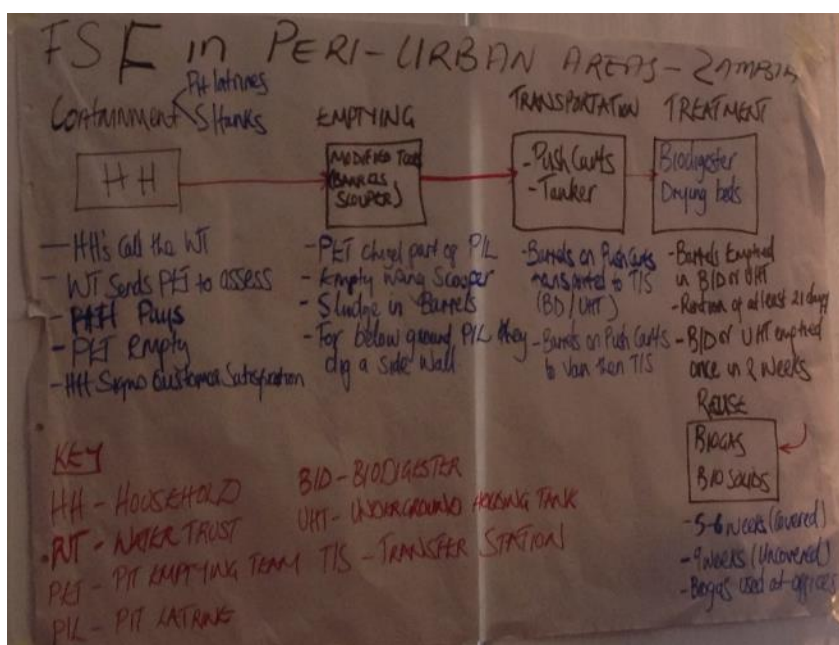 FSE in PERI-URBAN AREAS - ZAMBIA
Containment
Pit latrines
S/tanks
HH
- HH's Call the WT
- WT Sends PET to assess
- HH Pays
- PET Empty
- HH Signs Customer Satisfaction
EMPTYING
MODIFIED TOOLS
(BARRELS
SCOOPER)
- PET chisel part of P/L
- Empty using Scooper
- Sludge in Barrels
- For below ground P/L they
dig a side wall
TRANSPORTATION
- Push Carts
- Tanker
- Barrels on Push Carts
transported to T/S
(BD/UHT)
- Barrels on Push Carts
to Van then T/S
TREATMENT
Biodigester
Drying beds
- Barrels Emptied
in B/D or UHT
- Retention of at least 21 days
- B/D or UHT emptied
once in 2 weeks
REUSE
BIOGAS
BIO SOLIDS
- 5-6 weeks (Covered)
- 9 weeks (Uncovered)
- Biogas used at offices
KEY
HH - HOUSEHOLD
WT - WATER TRUST
PET - PIT EMPTYING TEAM
P/L - PIT LATRINE
B/D - BIODIGESTER
UHT - UNDERGROUND HOLDING TANK
T/S - TRANSFER STATION